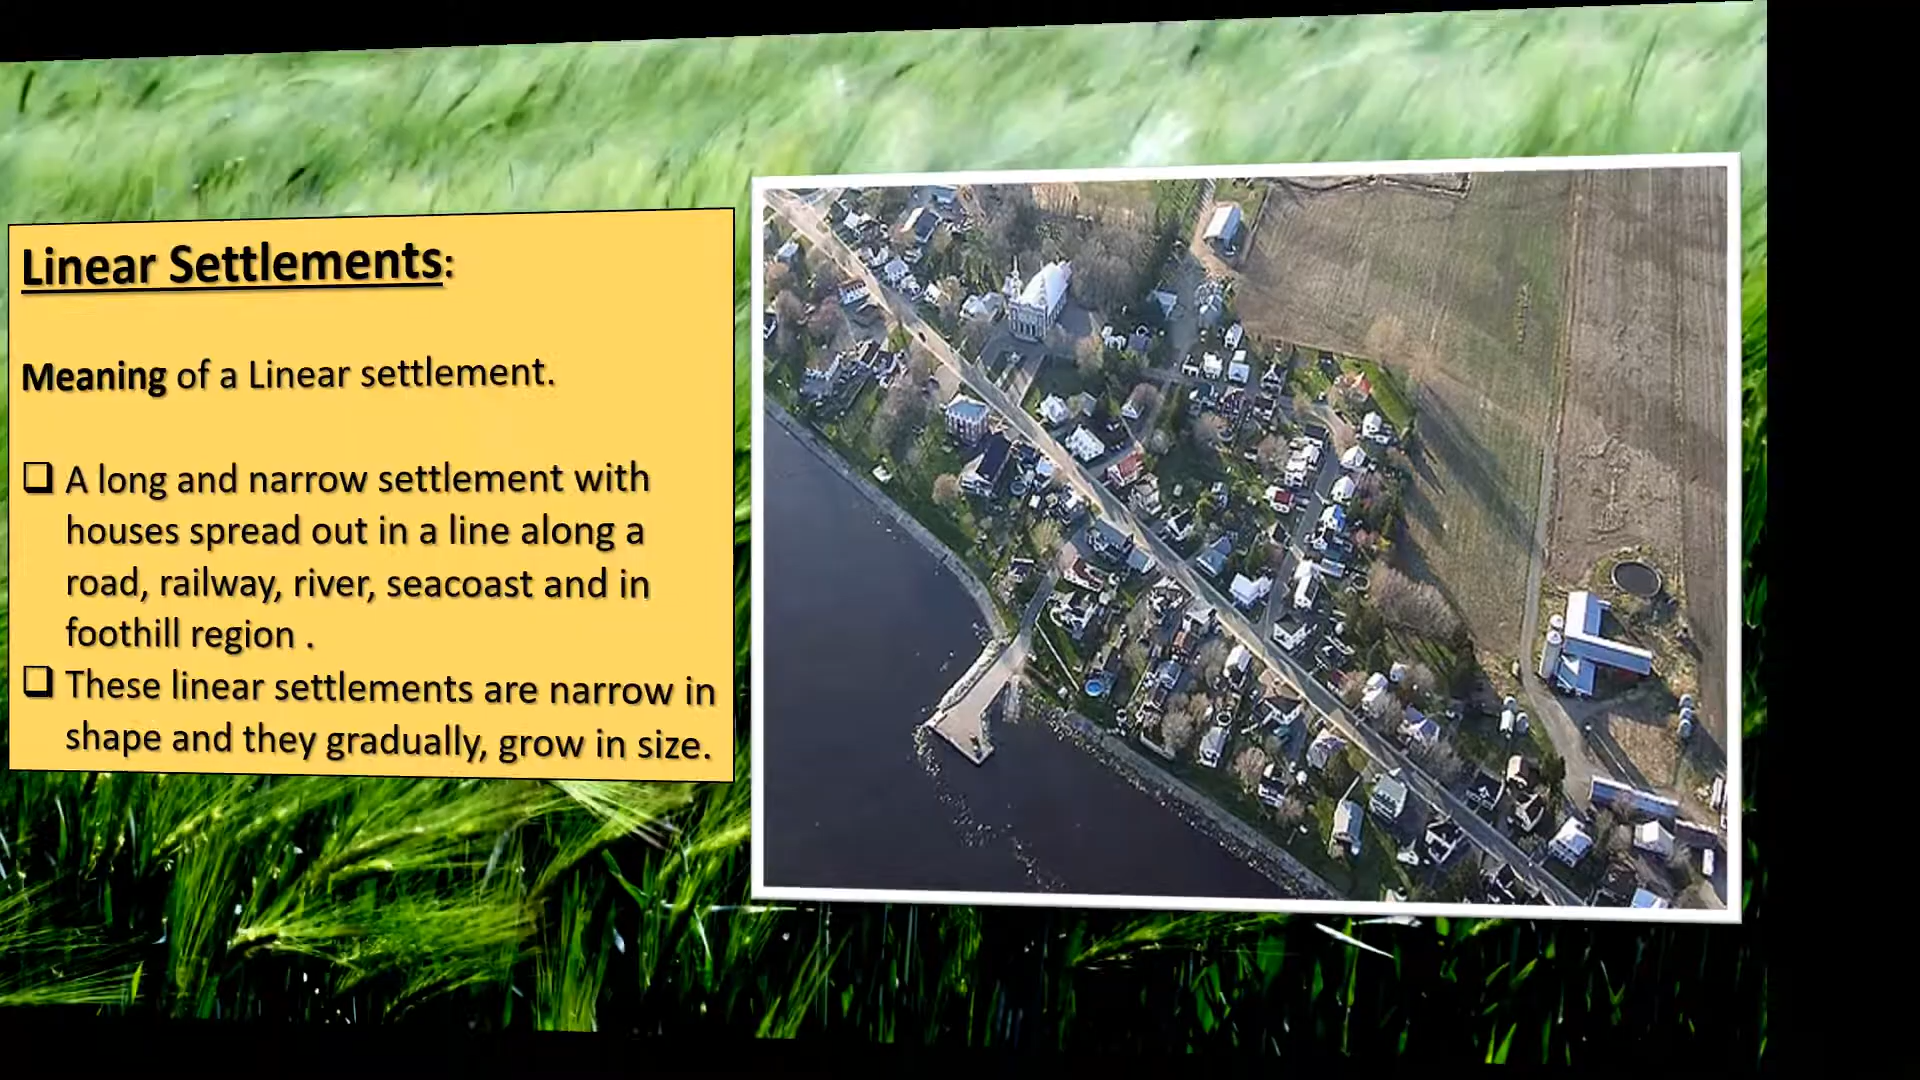 Linear Settlements:
Meaning of a Linear settlement.
❑ A long and narrow settlement with
houses spread out in a line along a
road, railway, river, seacoast and in
foothill region .
❑ These linear settlements are narrow in
shape and they gradually, grow in size.